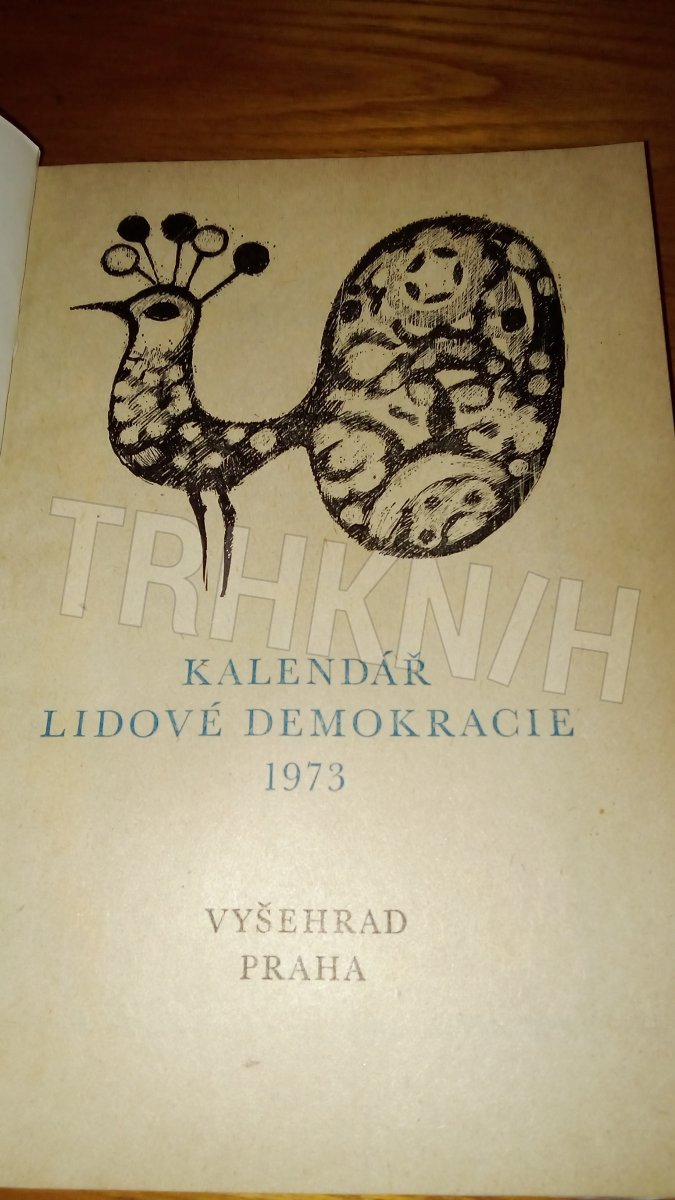 TRHKNIH
KALENDÁŘ
LIDOVÉ DEMOKRACIE
1973
VYŠEHRAD
PRAHA